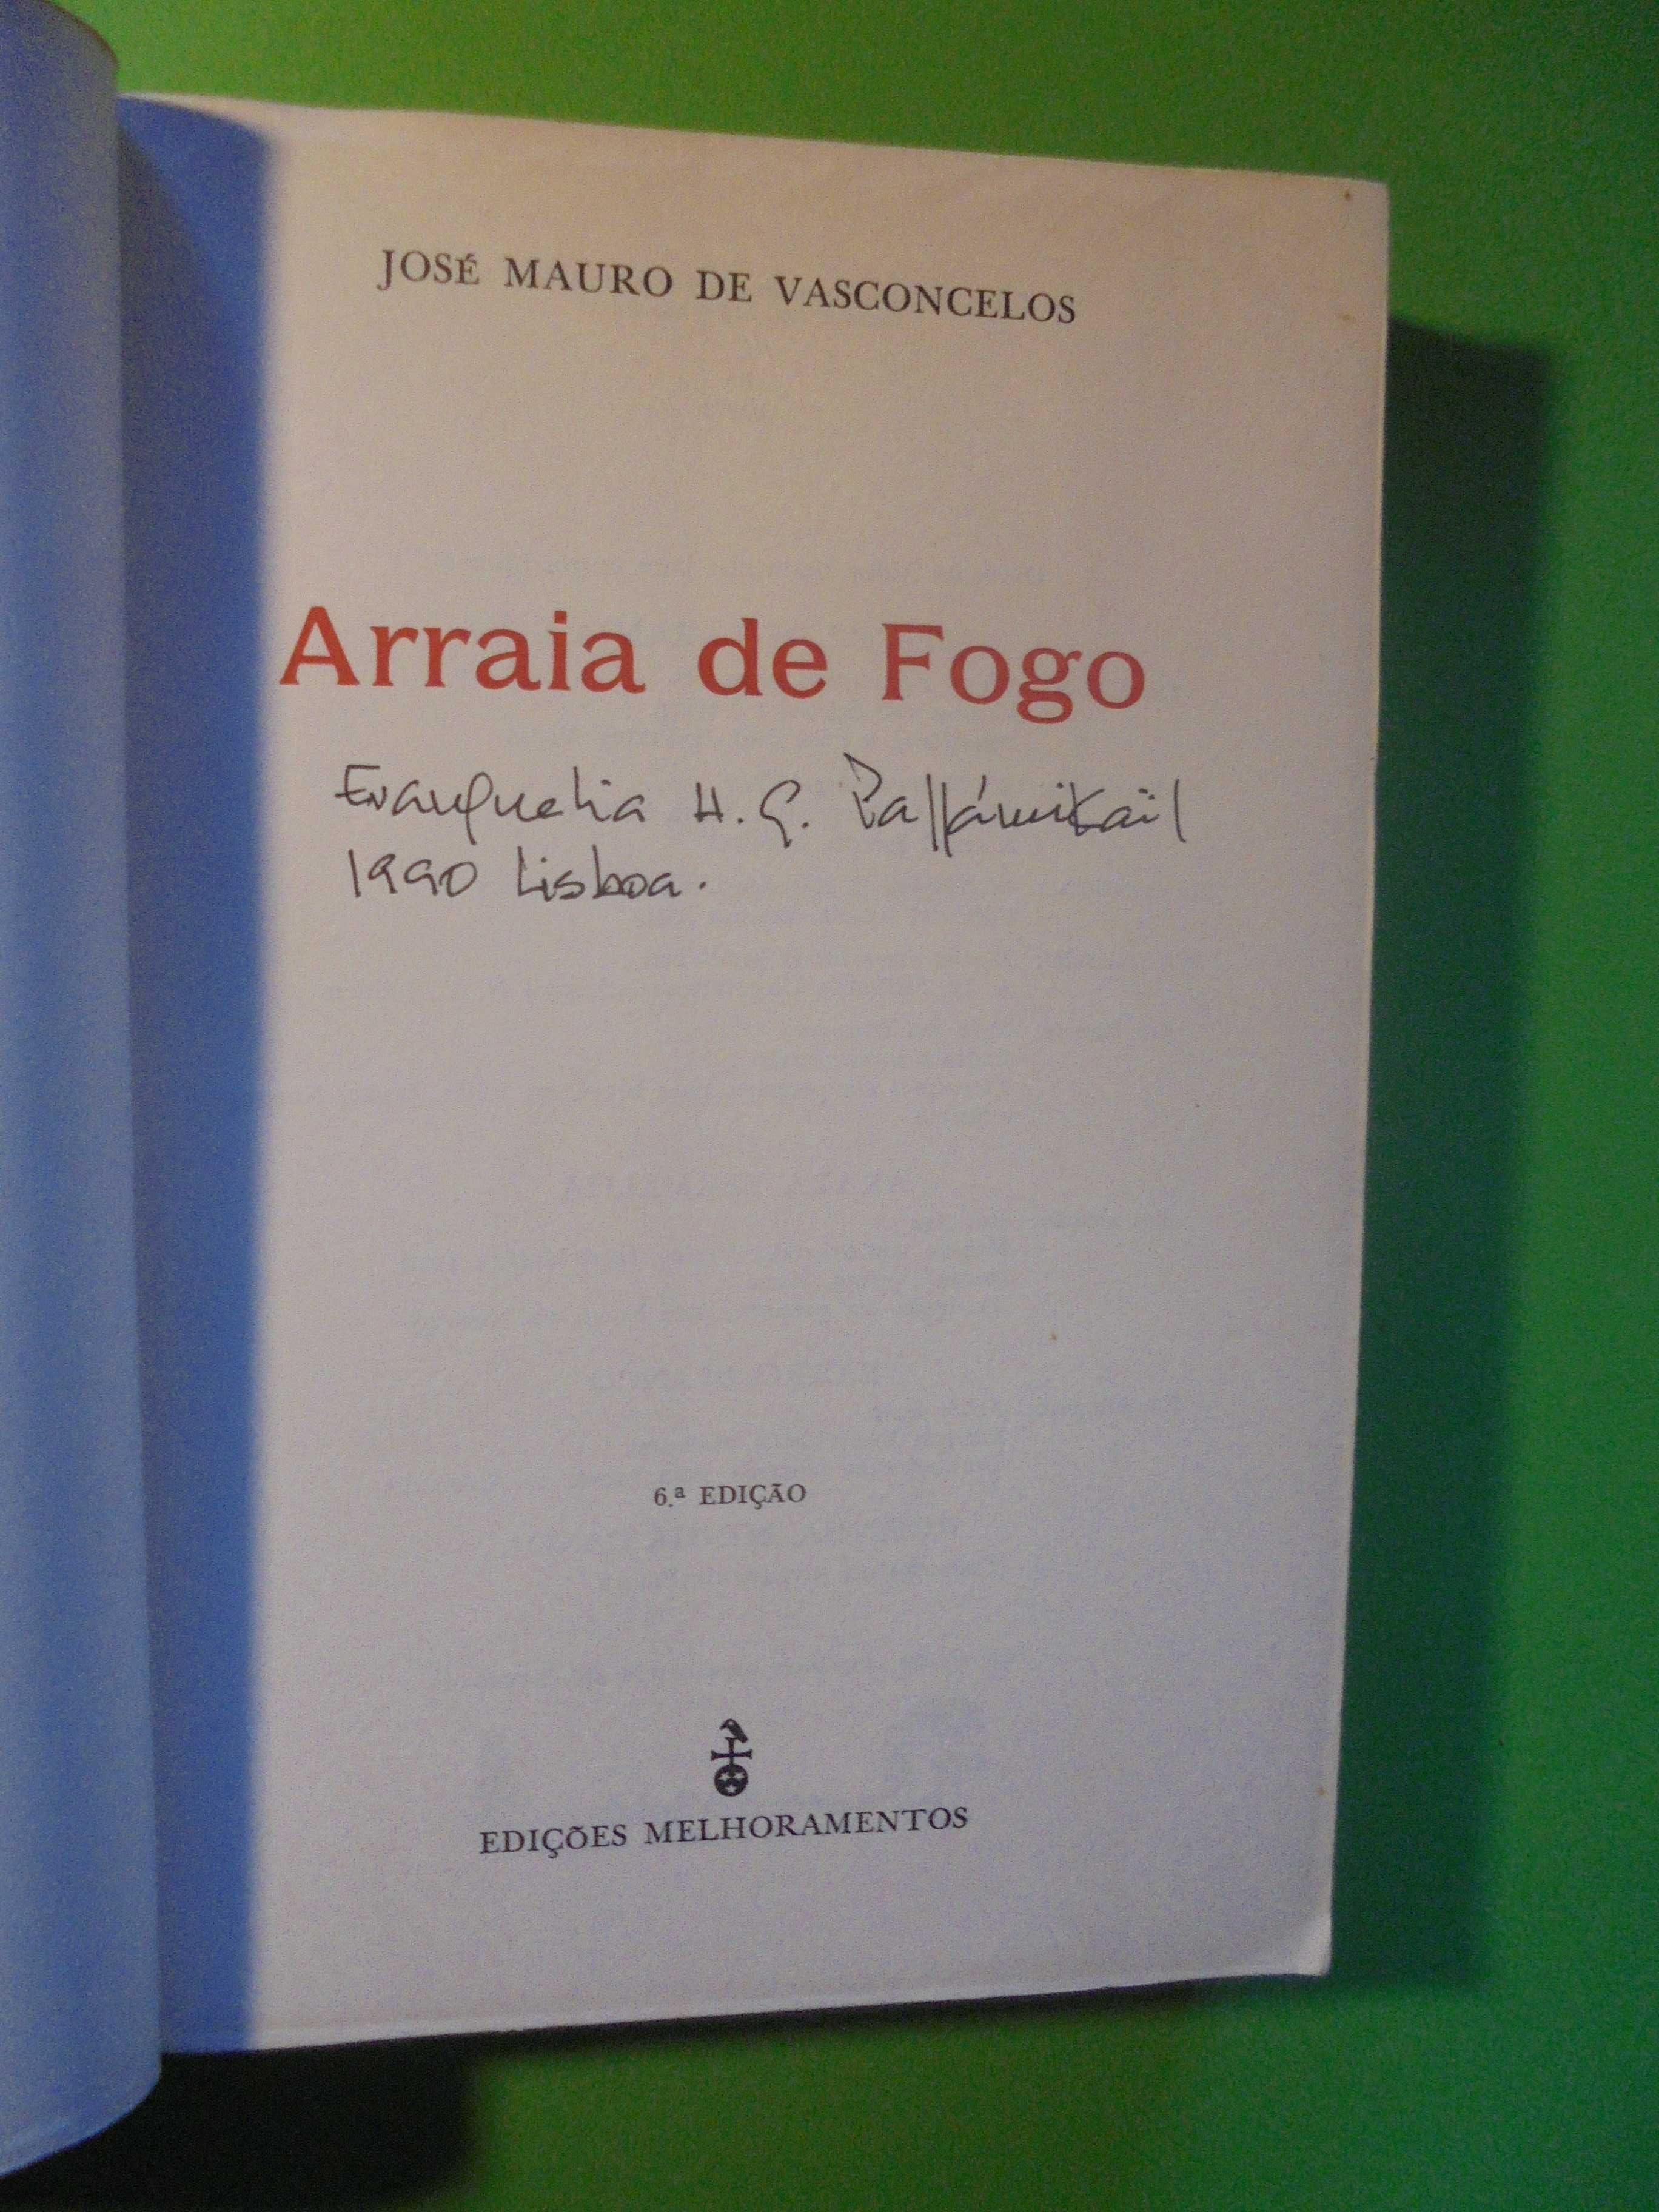 JOSÉ MAURO DE VASCONCELOS
Arraia de Fogo
H. G.
1990 Lisboa.
6.ª EDIÇÃO
EDIÇÕES MELHORAMENTOS